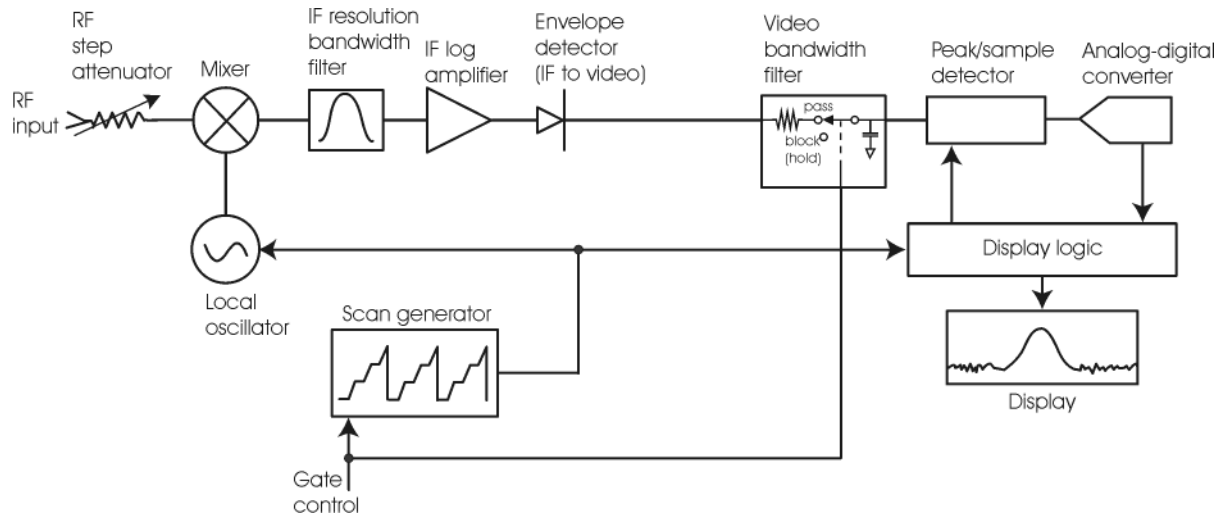 RF
step
attenuator
RF
input
Mixer
IF resolution
bandwidth
filter
IF log
amplifier
Envelope
detector
(IF to video)
Video
bandwidth
filter
pass
block
(hold)
Peak/sample
detector
Analog-digital
converter
Local
oscillator
Scan generator
Gate
control
Display logic
Display